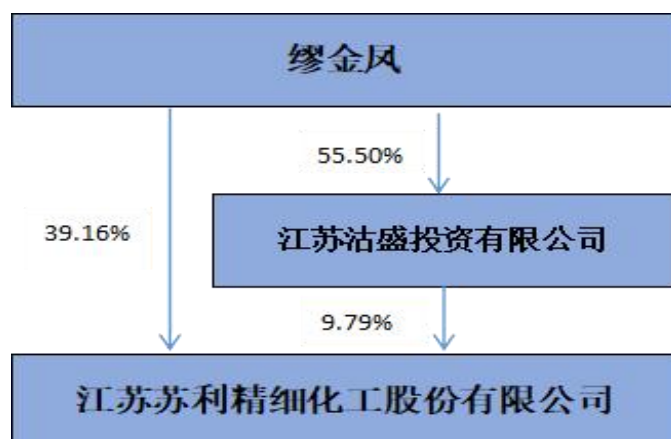 缪金凤
55.50%
39.16%
江苏沽盛投资有限公司
9.79%
江苏苏利精细化工股份有限公司